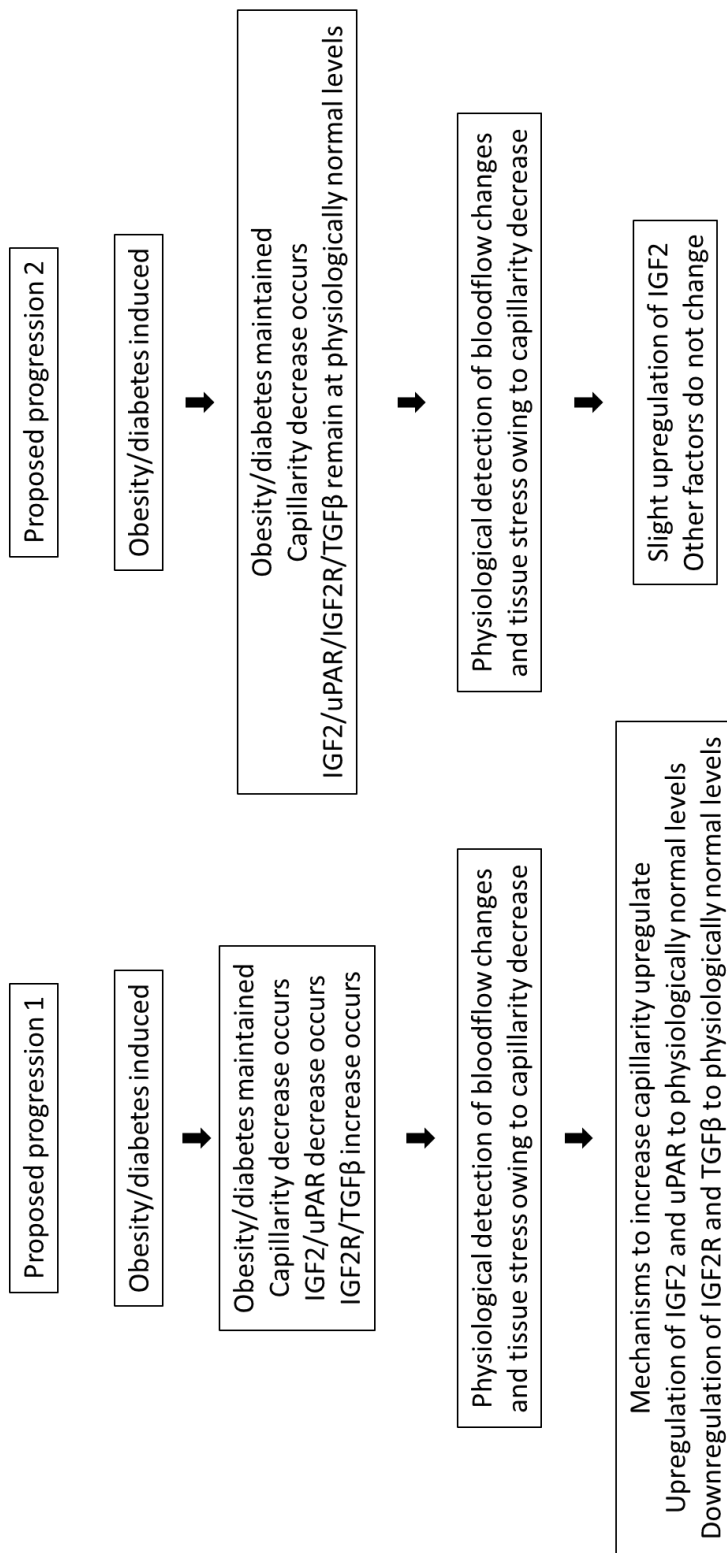 Proposed progression 1
Obesity/diabetes induced
Obesity/diabetes maintained
Capillarity decrease occurs
IGF2/uPAR decrease occurs
IGF2R/TGFβ increase occurs
Physiological detection of bloodflow changes
and tissue stress owing to capillarity decrease
Mechanisms to increase capillarity upregulate
Upregulation of IGF2 and uPAR to physiologically normal levels
Downregulation of IGF2R and TGFβ to physiologically normal levels
Proposed progression 2
Obesity/diabetes induced
Obesity/diabetes maintained
Capillarity decrease occurs
IGF2/uPAR/IGF2R/TGFβ remain at physiologically normal levels
Physiological detection of bloodflow changes
and tissue stress owing to capillarity decrease
Slight upregulation of IGF2
Other factors do not change